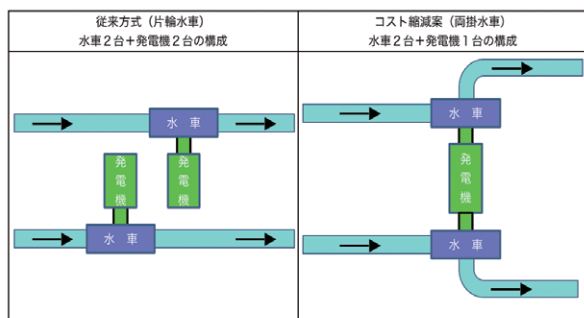 従来方式（片輪水車）
水車２台＋発電機２台の構成
コスト縮減案（両掛水車）
水車２台＋発電機１台の構成
水　車
発電機
発電機
水　車
水　車
発電機
水　車